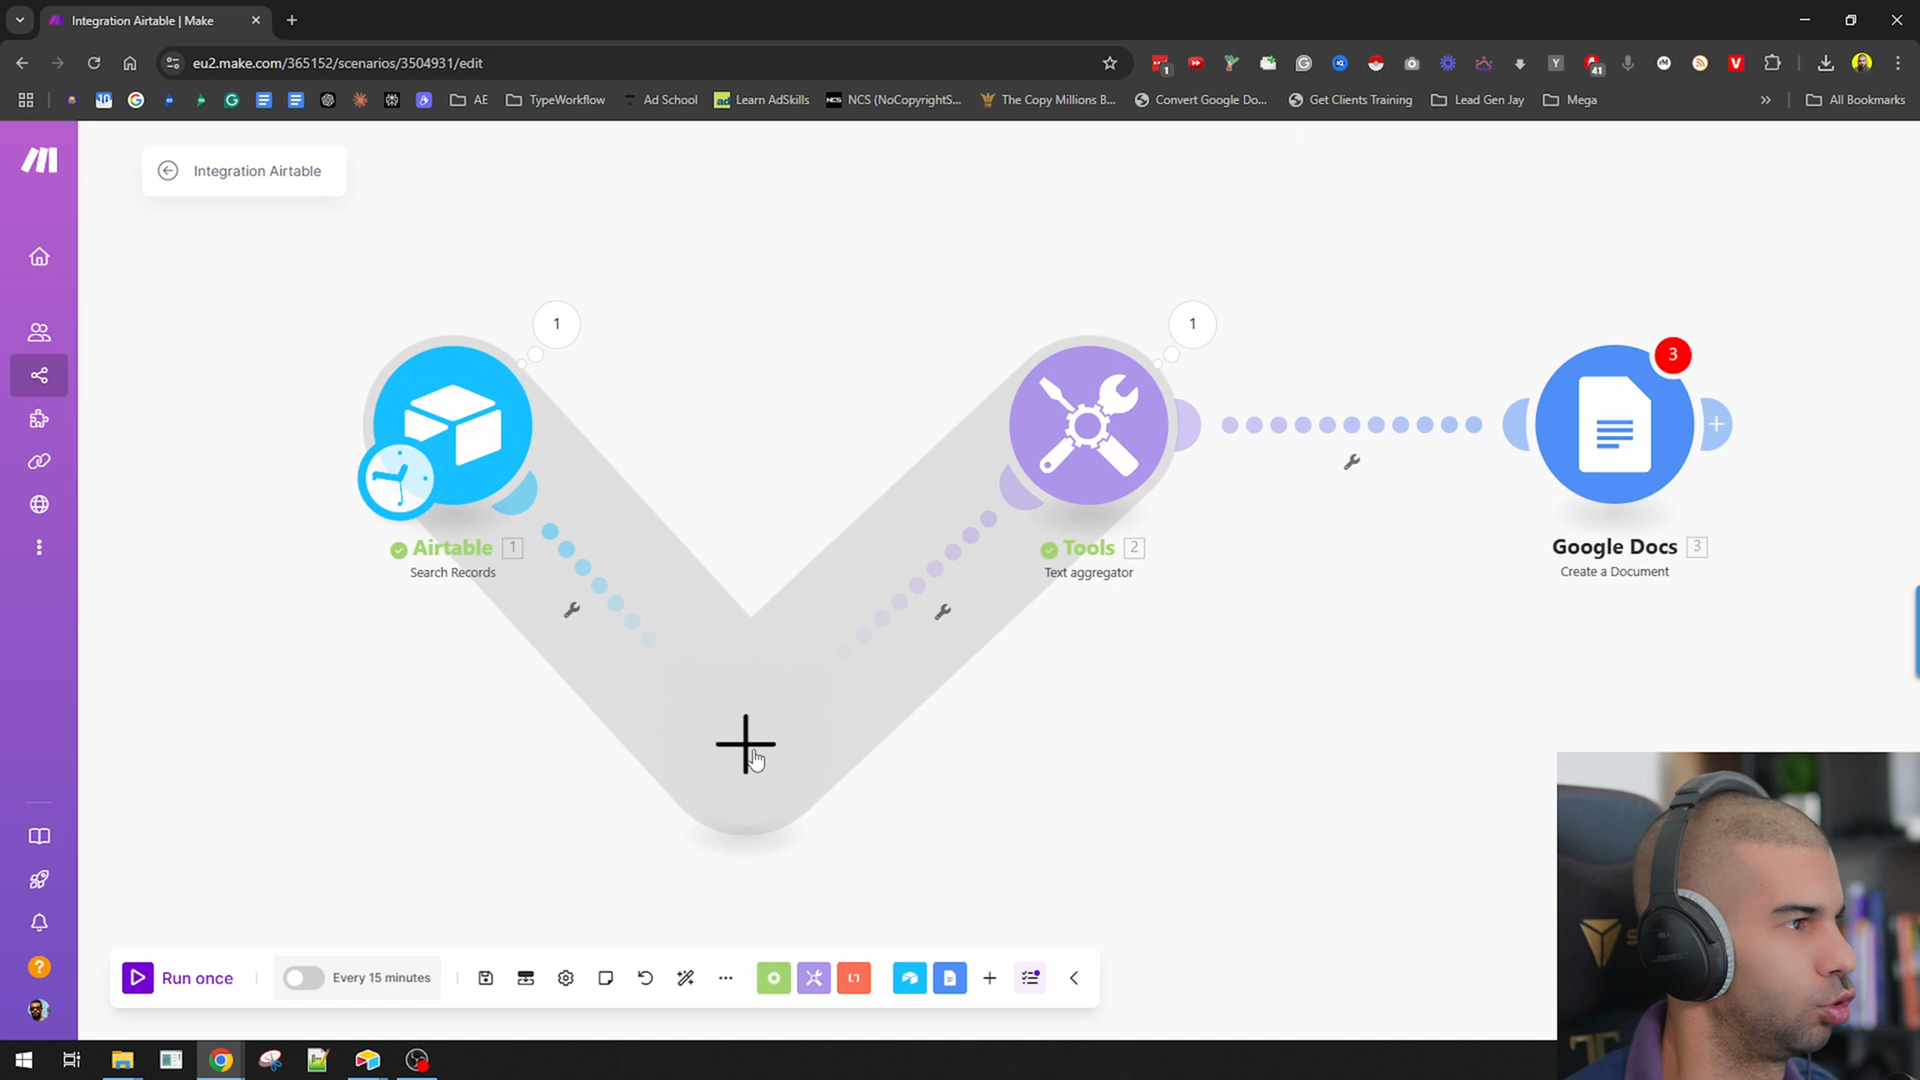 Integration Airtable | Make
eu2.make.com/365152/scenarios/3504931/edit
1
41
AE
TypeWorkflow
Ad School
Learn AdSkills
NCS (NoCopyrightS...
The Copy Millions B...
Convert Google Do...
Get Clients Training
Lead Gen Jay
Mega
All Bookmarks
Integration Airtable
1
1
3
Airtable 1
Search Records
Tools 2
Text aggregator
Google Docs 3
Create a Document
Run once
Every 15 minutes